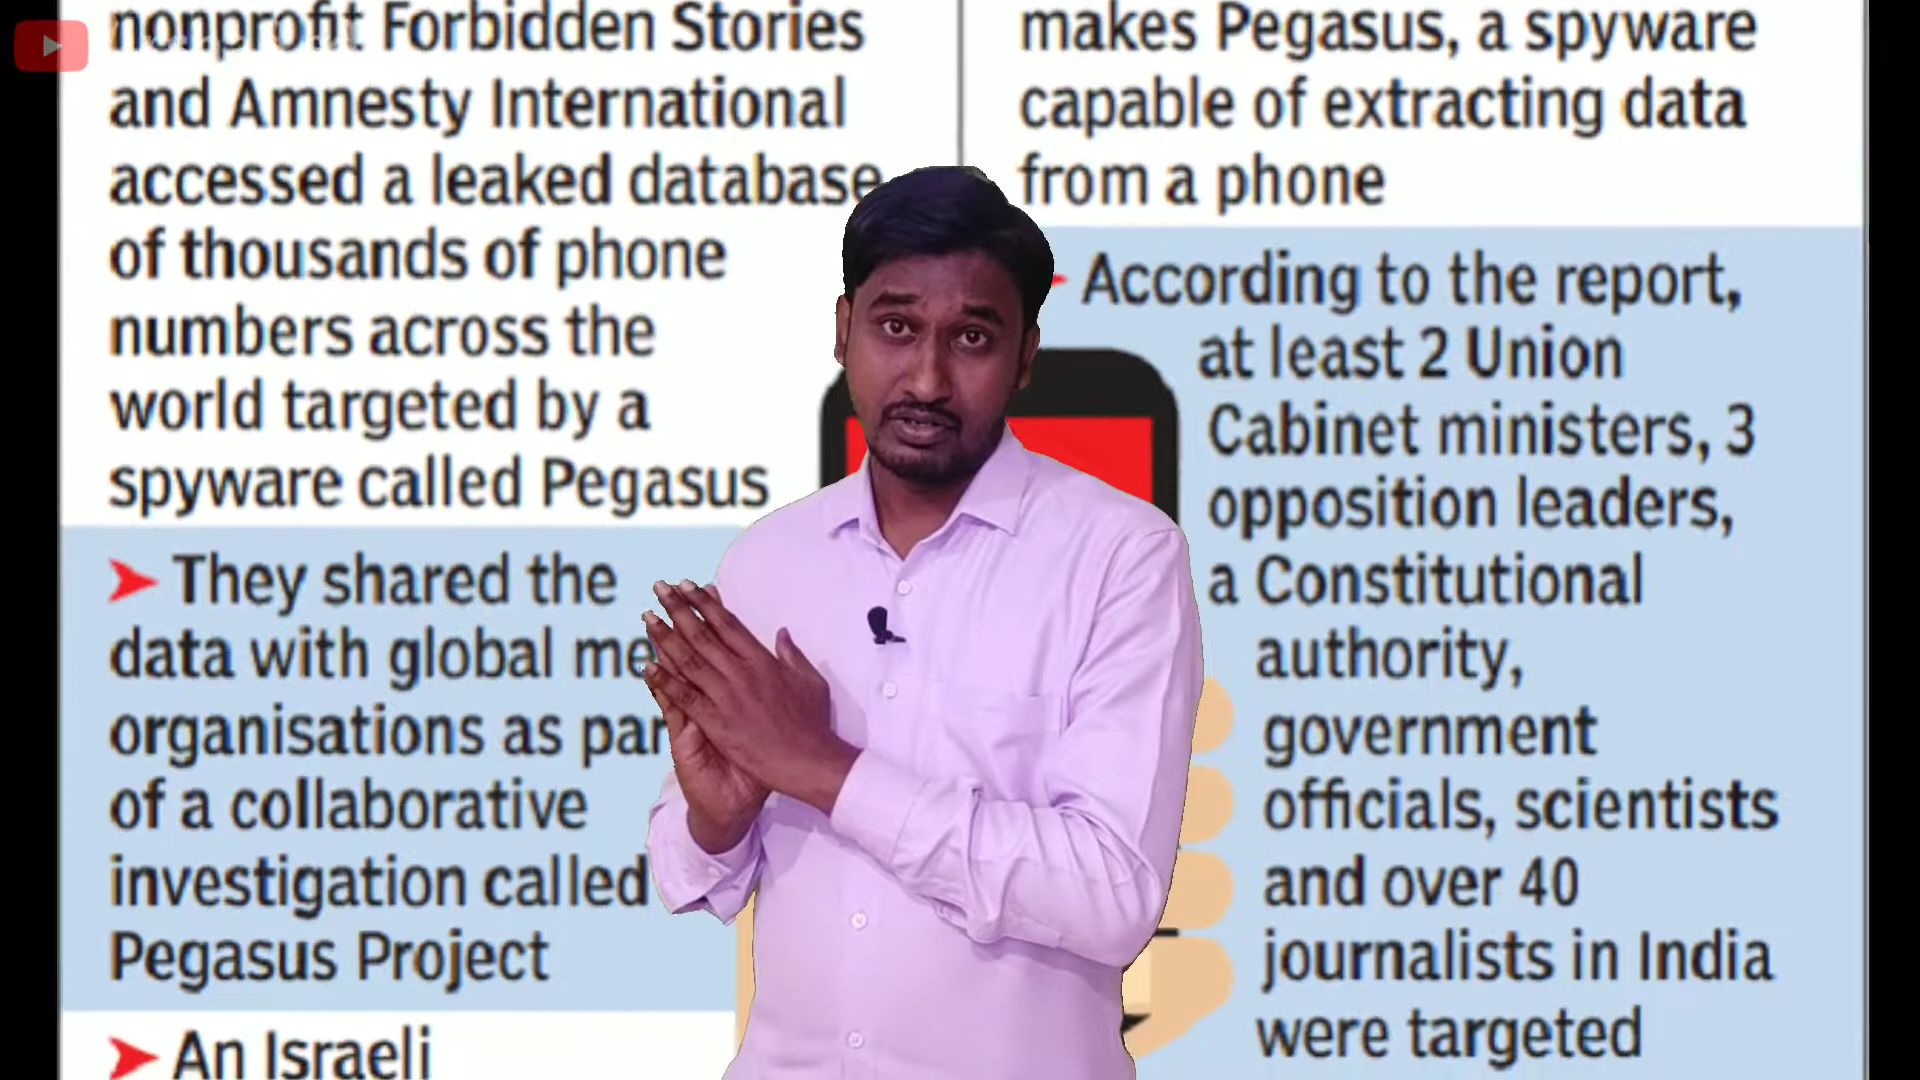 nonprofit Forbidden Stories
and Amnesty International
accessed a leaked database
of thousands of phone
numbers across the
world targeted by a
spyware called Pegasus
They shared the
data with global
organisations as
of a collaborative
investigation called
Pegasus Project
An Israeli
makes Pegasus, a spyware
capable of extracting data
from a phone
According to the report,
at least 2 Union
Cabinet ministers, 3
opposition leaders,
a Constitutional
authority,
government
officials, scientists
and over 40
journalists in India
were targeted